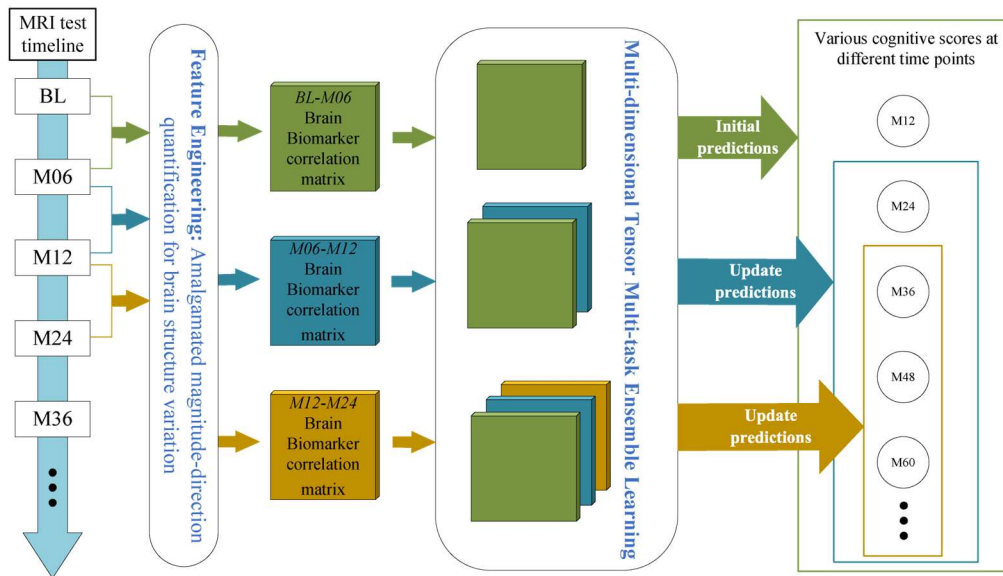 MRI test
timeline
BL
M06
M12
M24
M36
Feature Engineering: Amalgamated magnitude-direction
quantification for brain structure variation
BL-M06
Brain
Biomarker
correlation
matrix
M06-M12
Brain
Biomarker
correlation
matrix
M12-M24
Brain
Biomarker
correlation
matrix
Multi-dimensional Tensor Multi-task Ensemble Learning
Initial
predictions
Update
predictions
Update
predictions
Various cognitive scores at
different time points
M12
M24
M36
M48
M60